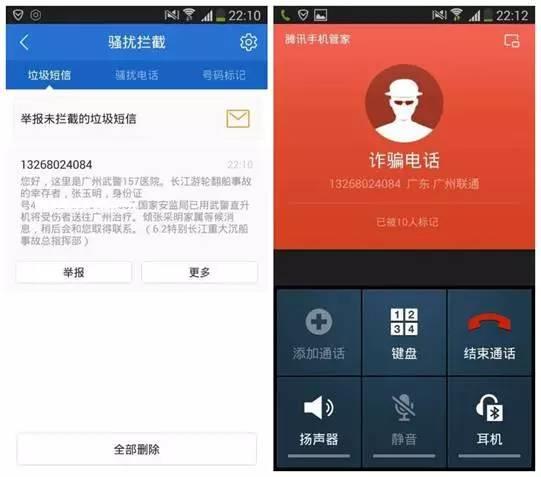 22:10
骚扰拦截
垃圾短信 骚扰电话 号码标记
举报未拦截的垃圾短信
13268024084 22:10
您好，这里是广州武警157医院。长江游轮翻船事故
的幸存者，张玉明，身份证
号4 国家安监局已用武警直升
机将受伤者送往广州治疗。倾张采明家属等候消
息，稍后会和您取得联系。（6.2特别长江重大沉船
事故总指挥部）
举报 更多
全部删除
22:12
腾讯手机管家
诈骗电话
13268024084 广东 广州联通
已被10人标记
添加通话 键盘 结束通话
扬声器 静音 耳机